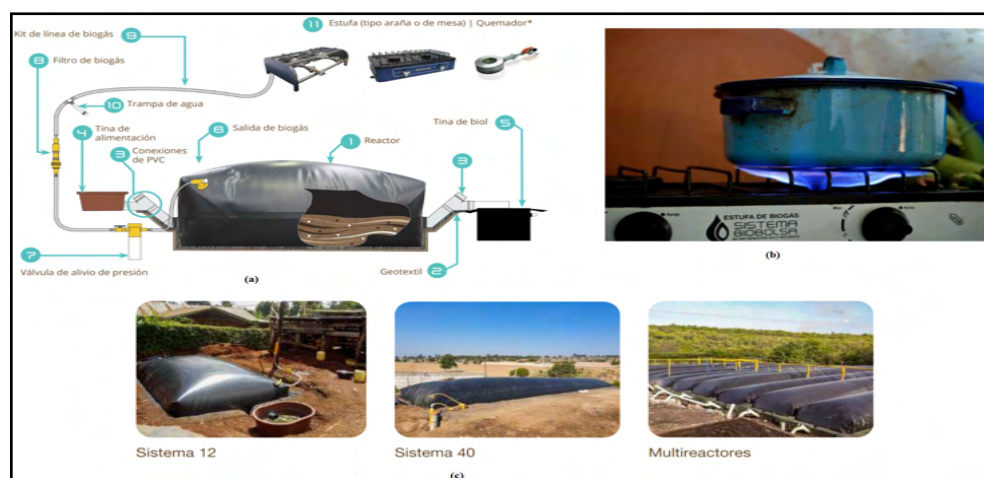 11 Estufa (tipo araña o de mesa) | Quemador*
Kit de línea de biogás 9
8 Filtro de biogás
10 Trampa de agua
4 Tina de
alimentación
3 Conexiones
de PVC
6 Salida de biogás
1 Reactor
Tina de biol 5
3
7
Válvula de alivio de presión
Geotextil 2
(a)
ESTUFA DE BIOGÁS
SISTEMA
BIOBOLSA
(b)
Sistema 12
Sistema 40
Multireactores
(c)